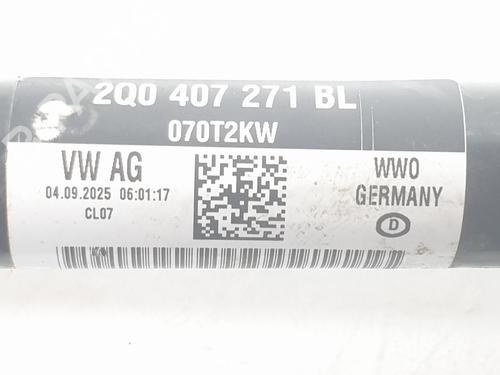 2Q0 407 271 BL
070T2KW
VW AG
04.09.2025 06:01:17
CL07
WWO
GERMANY
D